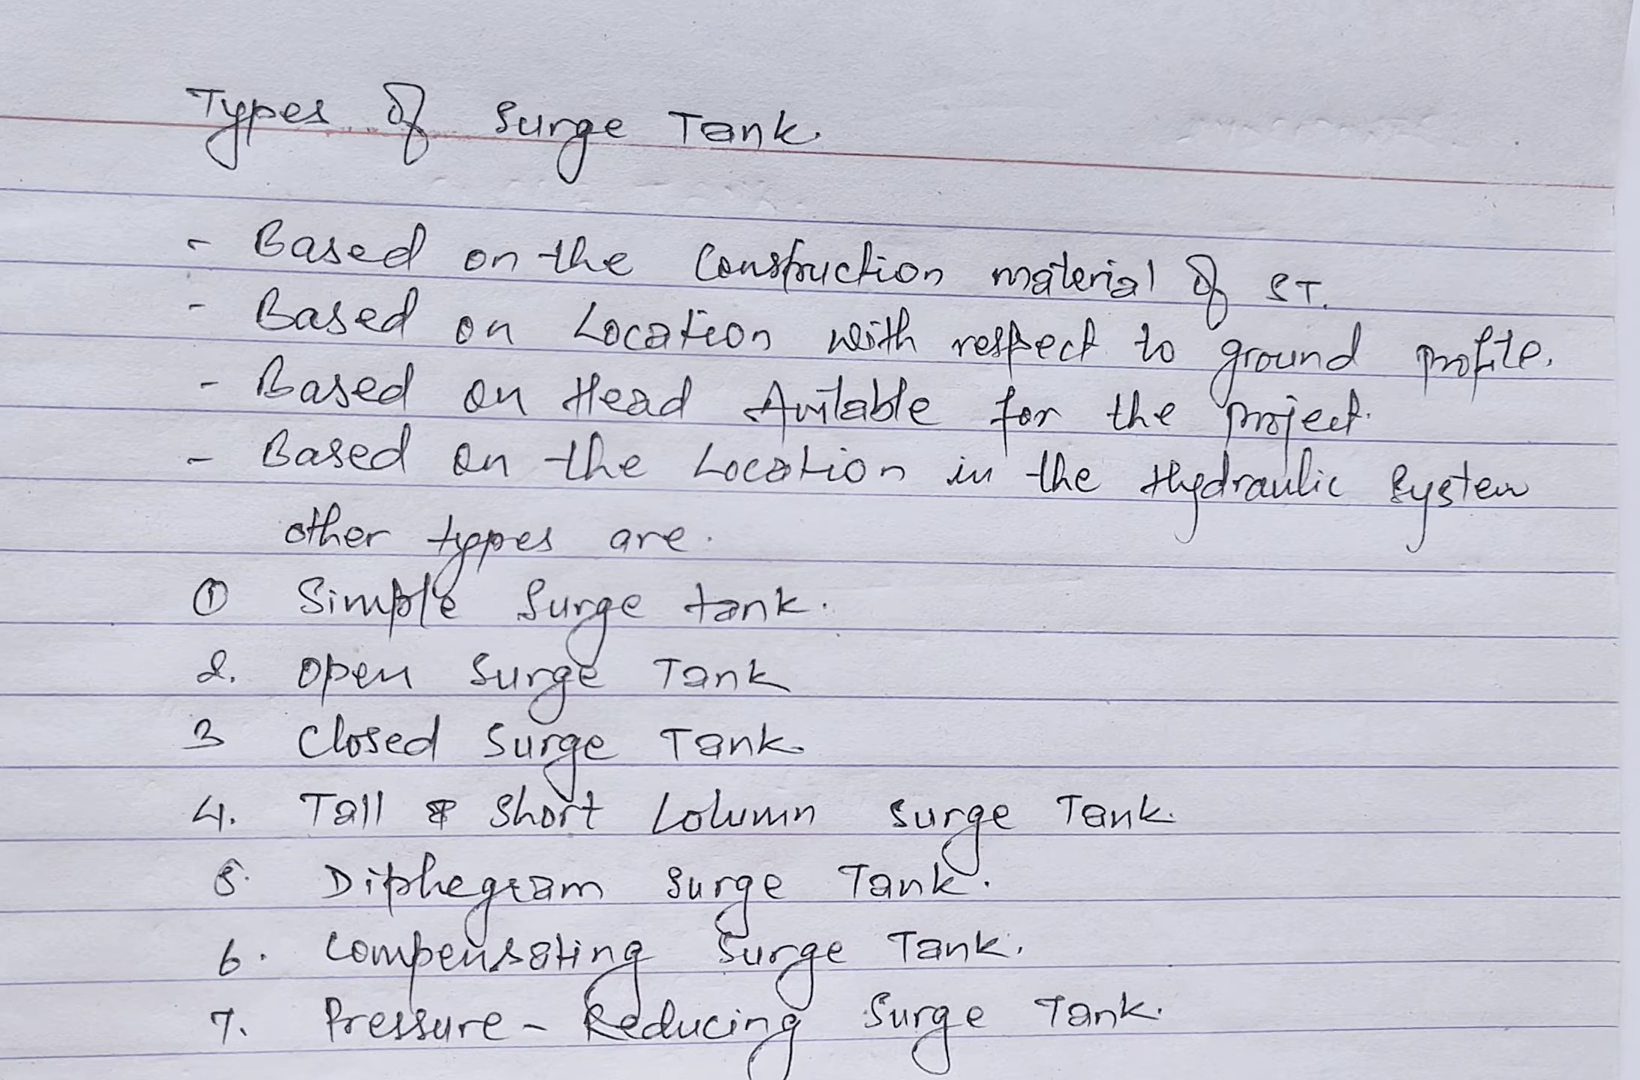 Types of Surge Tank.
- Based on the Construction material of ST.
- Based on Location with respect to ground profile.
- Based on Head Avilable for the project.
- Based on the Location in the Hydraulic System
other types are.
① Simple Surge tank.
2. Open Surge Tank
3 Closed Surge Tank.
4. Tall & Short Column Surge Tank.
5. Diphegram Surge Tank.
6. Compensating Surge Tank.
7. Pressure - Reducing Surge Tank.